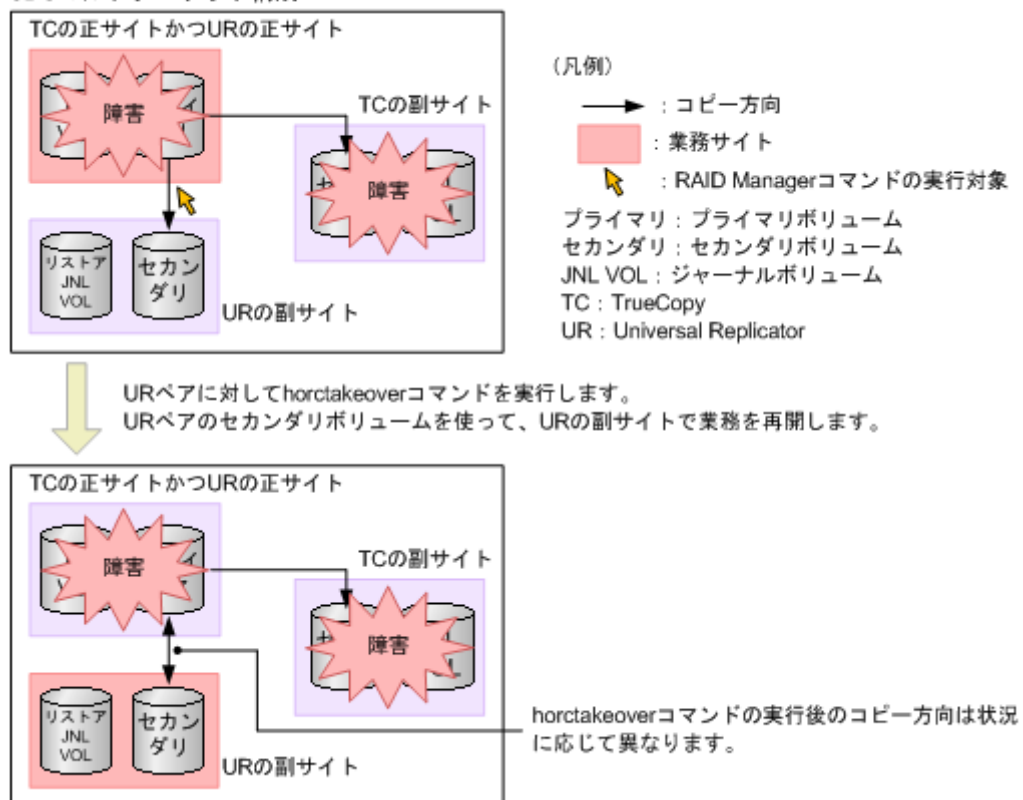 TCの正サイトかつURの正サイト
障害
TCの副サイト
障害
リストア
JNL
VOL
セカン
ダリ
URの副サイト
(凡例)
:コピー方向
:業務サイト
:RAID Managerコマンドの実行対象
プライマリ:プライマリボリューム
セカンダリ:セカンダリボリューム
JNL VOL:ジャーナルボリューム
TC:TrueCopy
UR:Universal Replicator
URペアに対してhorctakeoverコマンドを実行します。
URペアのセカンダリボリュームを使って、URの副サイトで業務を再開します。
TCの正サイトかつURの正サイト
障害
TCの副サイト
障害
リストア
JNL
VOL
セカン
ダリ
URの副サイト
horctakeoverコマンドの実行後のコピー方向は状況
に応じて異なります。